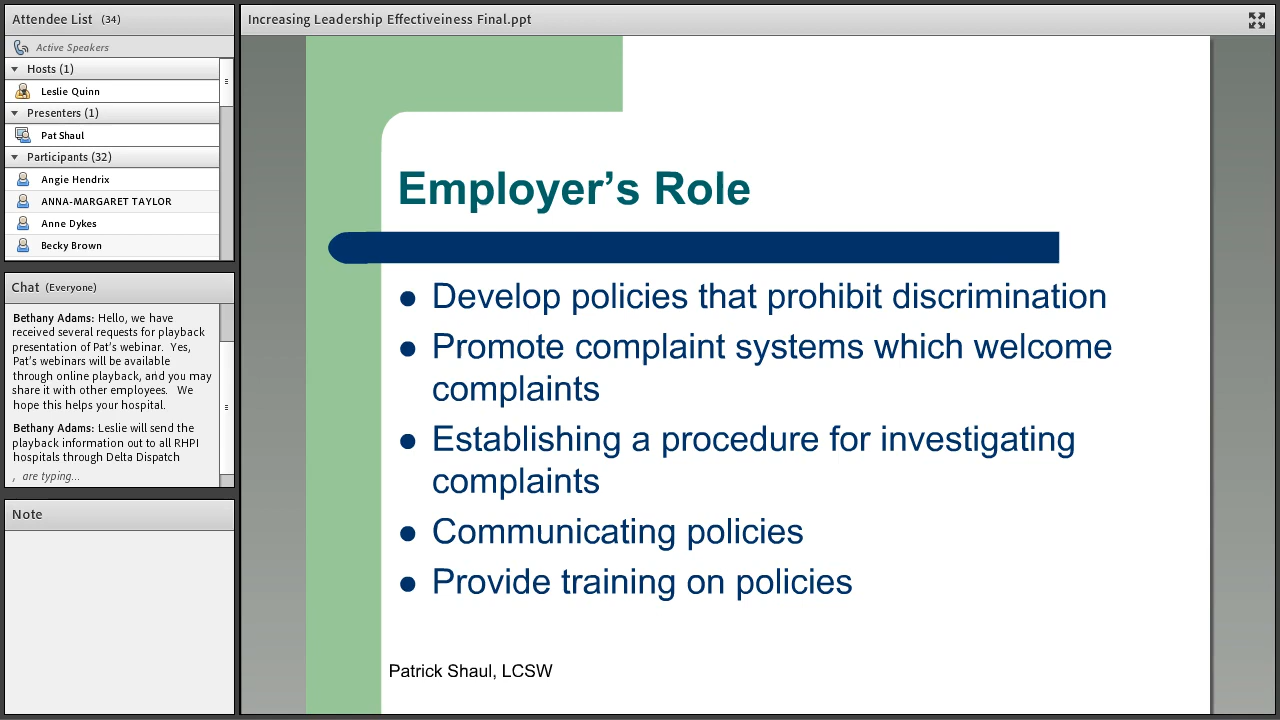 Attendee List (34)
Active Speakers
Hosts (1)
Leslie Quinn
Presenters (1)
Pat Shaul
Participants (32)
Angie Hendrix
ANNA-MARGARET TAYLOR
Anne Dykes
Becky Brown
Chat (Everyone)
Bethany Adams: Hello, we have
received several requests for playback
presentation of Pat's webinar. Yes,
Pat's webinars will be available
through online playback, and you may
share it with other employees. We
hope this helps your hospital.
Bethany Adams: Leslie will send the
playback information out to all RHPI
hospitals through Delta Dispatch
, are typing...
Note
Increasing Leadership Effectiveiness Final.ppt
Employer’s Role
● Develop policies that prohibit discrimination
● Promote complaint systems which welcome
complaints
● Establishing a procedure for investigating
complaints
● Communicating policies
● Provide training on policies
Patrick Shaul, LCSW